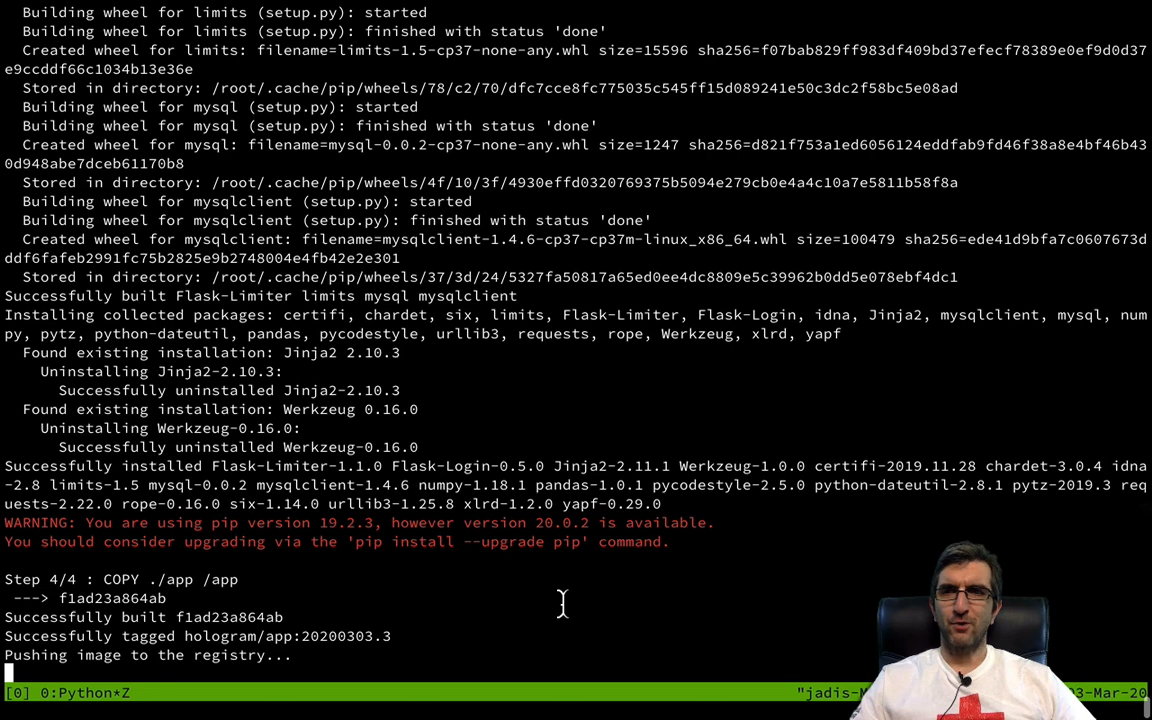 Building wheel for limits (setup.py): started
Building wheel for limits (setup.py): finished with status 'done'
Created wheel for limits: filename=limits-1.5-cp37-none-any.whl size=15596 sha256=f07bab829ff983df409bd37efecf78389e0ef9d0d37
e9ccddf66c1034b13e36e
Stored in directory: /root/.cache/pip/wheels/78/c2/70/dfc7cce8fc775035c545ff15d089241e50c3dc2f58bc5e08ad
Building wheel for mysql (setup.py): started
Building wheel for mysql (setup.py): finished with status 'done'
Created wheel for mysql: filename=mysql-0.0.2-cp37-none-any.whl size=1247 sha256=d821f753a1ed6056124eddfab9fd46f38a8e4bf46b43
0d948abe7dceb61170b8
Stored in directory: /root/.cache/pip/wheels/4f/10/3f/4930effd0320769375b5094e279cb0e4a4c10a7e5811b58f8a
Building wheel for mysqlclient (setup.py): started
Building wheel for mysqlclient (setup.py): finished with status 'done'
Created wheel for mysqlclient: filename=mysqlclient-1.4.6-cp37-cp37m-linux_x86_64.whl size=100479 sha256=ede41d9bfa7c0607673d
ddf6fafeb2991fc75b2825e9b2748004e4fb42e2e301
Stored in directory: /root/.cache/pip/wheels/37/3d/24/5327fa50817a65ed0ee4dc8809e5c39962b0dd5e078ebf4dc1
Successfully built Flask-Limiter limits mysql mysqlclient
Installing collected packages: certifi, chardet, six, limits, Flask-Limiter, Flask-Login, idna, Jinja2, mysqlclient, mysql, num
py, pytz, python-dateutil, pandas, pycodestyle, urllib3, requests, rope, Werkzeug, xlrd, yapf
Found existing installation: Jinja2 2.10.3
Uninstalling Jinja2-2.10.3:
Successfully uninstalled Jinja2-2.10.3
Found existing installation: Werkzeug 0.16.0
Uninstalling Werkzeug-0.16.0:
Successfully uninstalled Werkzeug-0.16.0
Successfully installed Flask-Limiter-1.1.0 Flask-Login-0.5.0 Jinja2-2.11.1 Werkzeug-1.0.0 certifi-2019.11.28 chardet-3.0.4 idna
-2.8 limits-1.5 mysql-0.0.2 mysqlclient-1.4.6 numpy-1.18.1 pandas-1.0.1 pycodestyle-2.5.0 python-dateutil-2.8.1 pytz-2019.3 req
uests-2.22.0 rope-0.16.0 six-1.14.0 urllib3-1.25.8 xlrd-1.2.0 yapf-0.29.0
WARNING: You are using pip version 19.2.3, however version 20.0.2 is available.
You should consider upgrading via the 'pip install --upgrade pip' command.
Step 4/4 : COPY ./app /app
---> f1ad23a864ab
Successfully built f1ad23a864ab
Successfully tagged hologram/app:20200303.3
Pushing image to the registry...
[0] 0:Python*Z "jadis-M 03-Mar-20